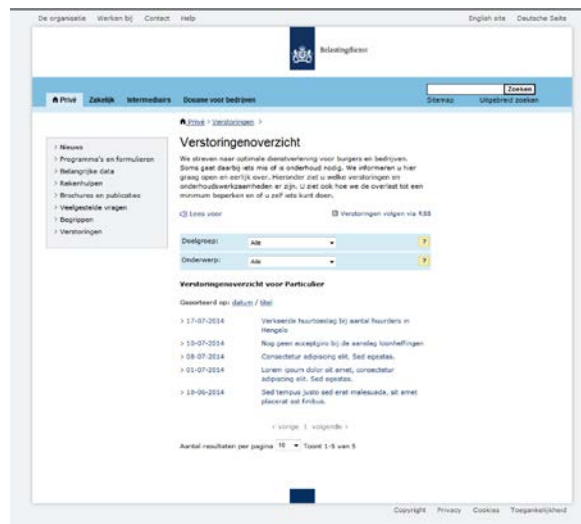 De organisatie Werken bij Contact Help English site Deutsche Seite
Belastingdienst
Zoeken
Privé Zakelijk Intermediairs Douane voor bedrijven Sitemap Uitgebreid zoeken
Privé > Verstoringen >
> Nieuws
> Programma's en formulieren
> Belangrijke data
> Rekenhulpen
> Brochures en publicaties
> Veelgestelde vragen
> Begrippen
> Verstoringen
Verstoringenoverzicht
We streven naar optimale dienstverlening voor burgers en bedrijven.
Soms gaat daarbij iets mis of is onderhoud nodig. We informeren u hier
graag open en eerlijk over. Hieronder ziet u welke verstoringen en
onderhoudswerkzaamheden er zijn. U ziet ook hoe we de overlast tot een
minimum beperken en of u zelf iets kunt doen.
Lees voor Verstoringen volgen via RSS
Doelgroep: Alle ?
Onderwerp: Alle ?
Verstoringenoverzicht voor Particulier
Gesorteerd op: datum / titel
> 17-07-2014 Verkeerde huurtoeslag bij aantal huurders in
Hengelo
> 10-07-2014 Nog geen acceptgiro bij de aanslag loonheffingen
> 08-07-2014 Consectetur adipiscing elit. Sed egestas.
> 01-07-2014 Lorem ipsum dolor sit amet, consectetur
adipiscing elit. Sed egestas.
> 18-06-2014 Sed tempus justo sed erat malesuada, sit amet
placerat est finibus.
< vorige 1 volgende >
Aantal resultaten per pagina 10 Toont 1-5 van 5
Copyright Privacy Cookies Toegankelijkheid